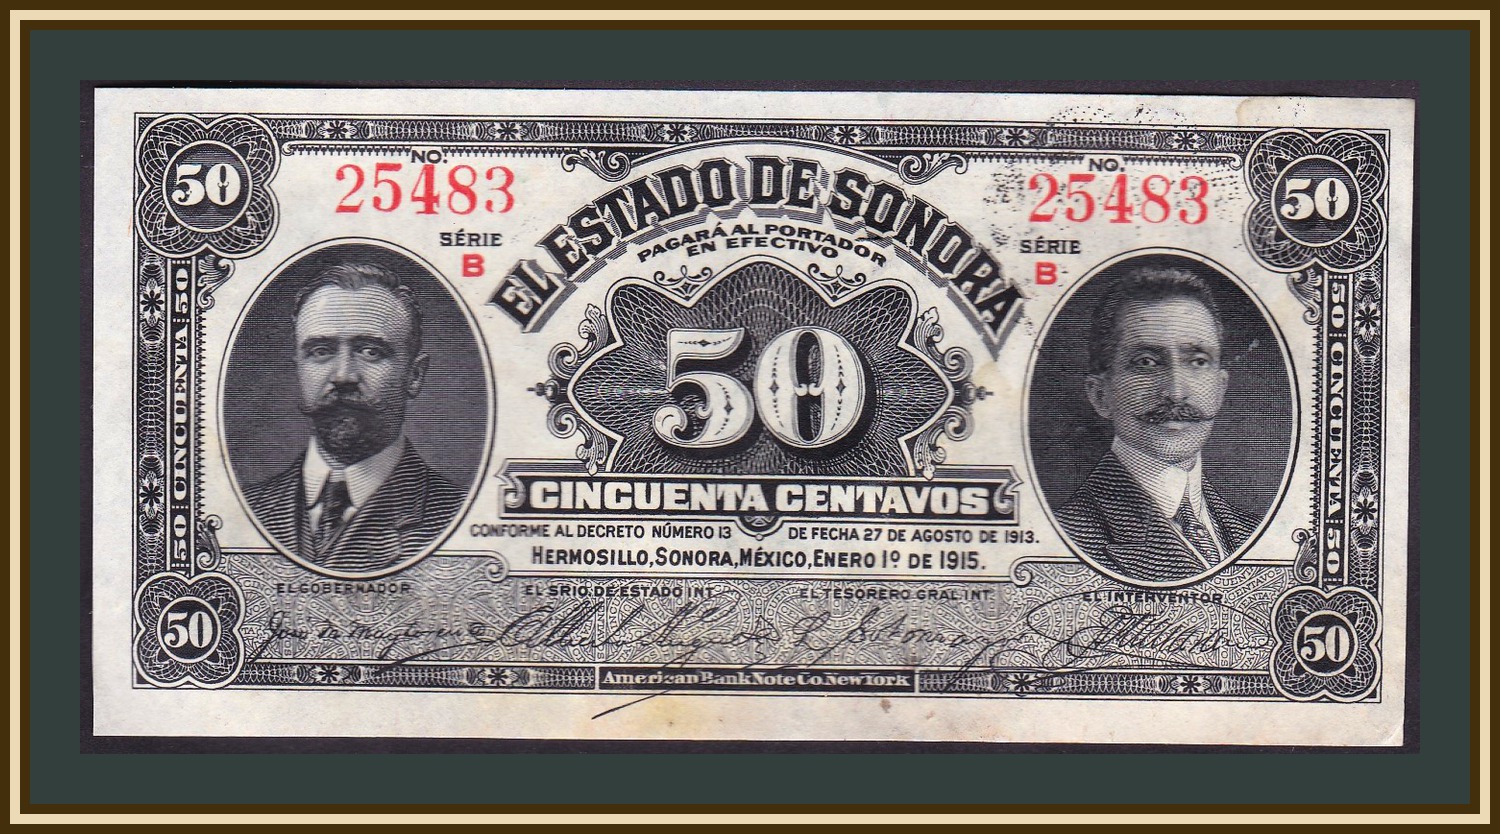 50
NO.
25483
SÉRIE
B
EL ESTADO DE SONORA
PAGARÁ AL PORTADOR
EN EFECTIVO
NO.
25483
SÉRIE
B
50
50 CINCUENTA 50
50
50 CINCUENTA 50
CINCUENTA CENTAVOS
CONFORME AL DECRETO NÚMERO 13 DE FECHA 27 DE AGOSTO DE 1913.
HERMOSILLO, SONORA, MÉXICO, ENERO 1º DE 1915.
EL GOBERNADOR
EL SRIO DE ESTADO INT.
EL TESORERO GRAL INT.
EL INTERVENTOR
50
50
American Bank Note Co. New York